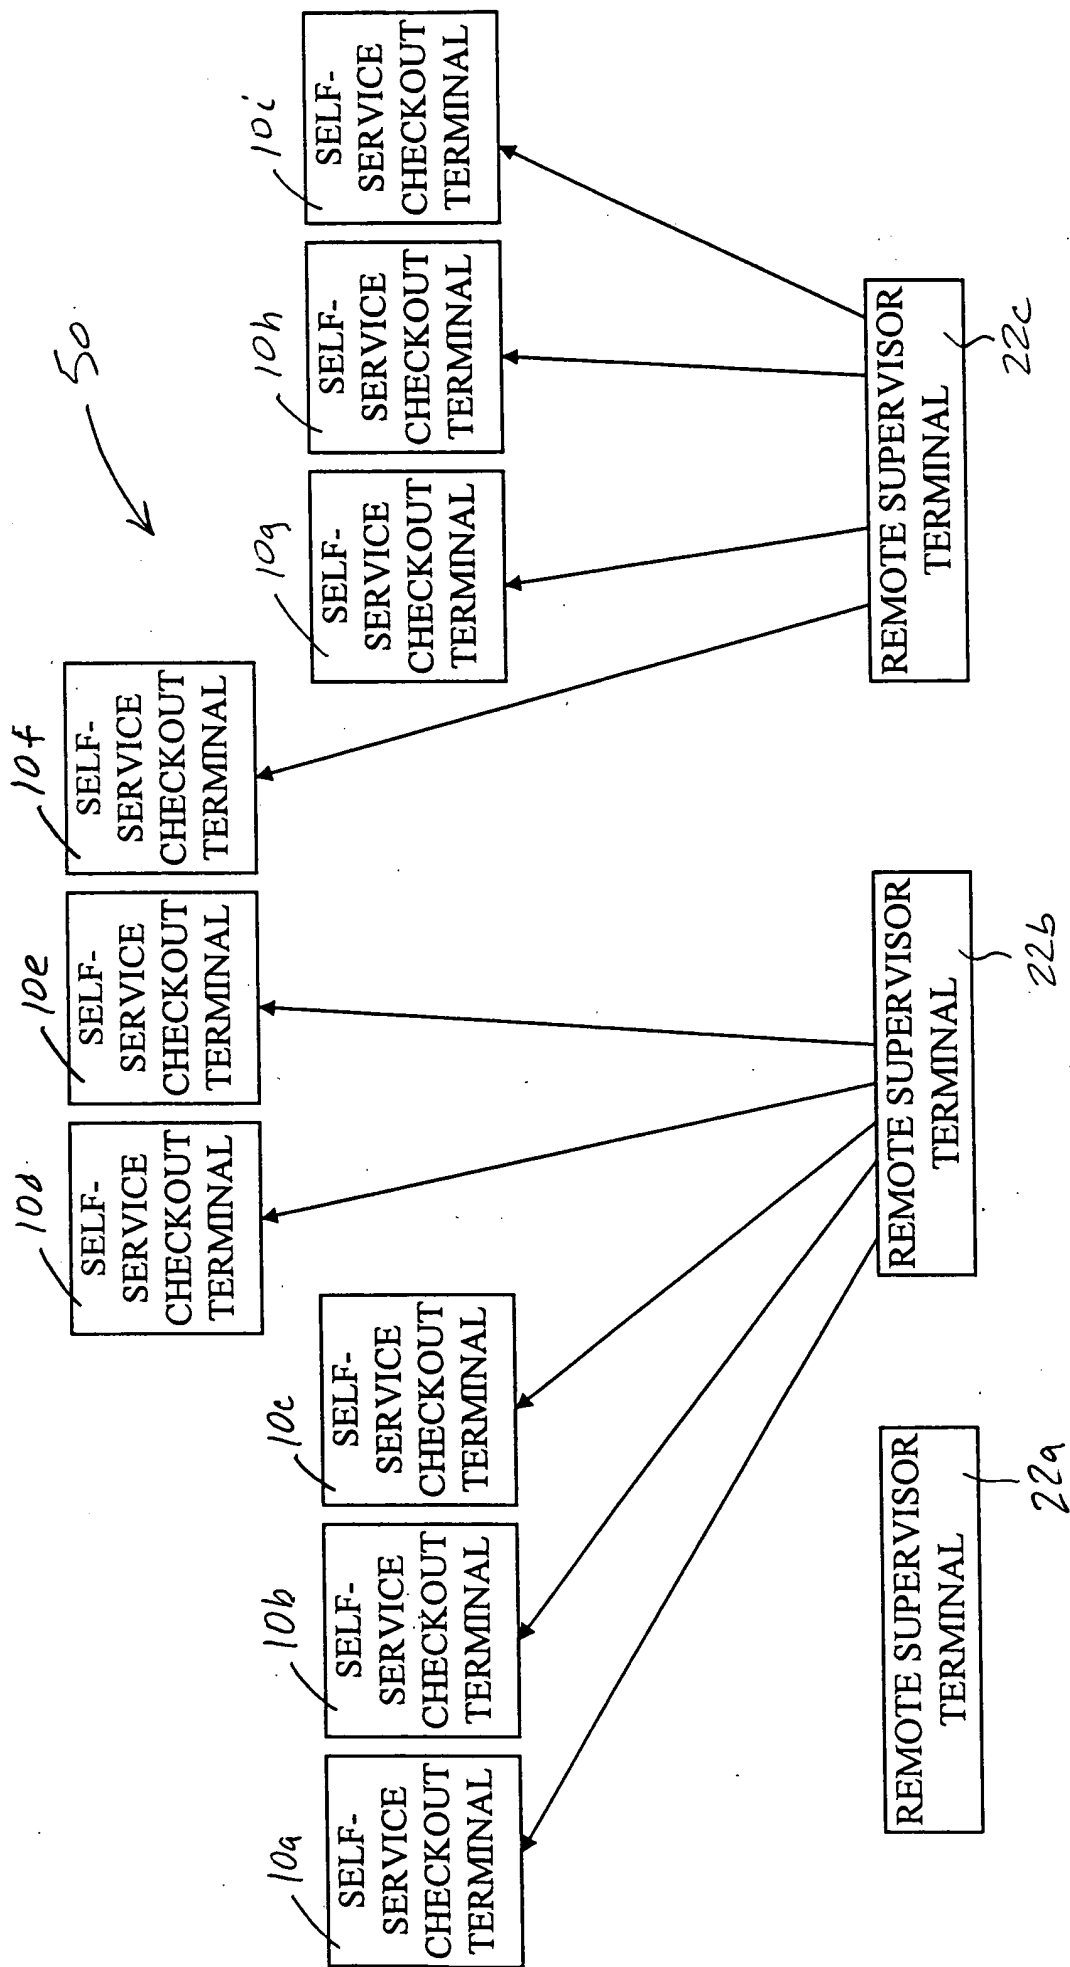 50
10a
SELF-
SERVICE
CHECKOUT
TERMINAL
10b
SELF-
SERVICE
CHECKOUT
TERMINAL
10c
SELF-
SERVICE
CHECKOUT
TERMINAL
10d
SELF-
SERVICE
CHECKOUT
TERMINAL
10e
SELF-
SERVICE
CHECKOUT
TERMINAL
10f
SELF-
SERVICE
CHECKOUT
TERMINAL
10g
SELF-
SERVICE
CHECKOUT
TERMINAL
10h
SELF-
SERVICE
CHECKOUT
TERMINAL
10i
SELF-
SERVICE
CHECKOUT
TERMINAL
REMOTE SUPERVISOR
TERMINAL
22a
REMOTE SUPERVISOR
TERMINAL
22b
REMOTE SUPERVISOR
TERMINAL
22c